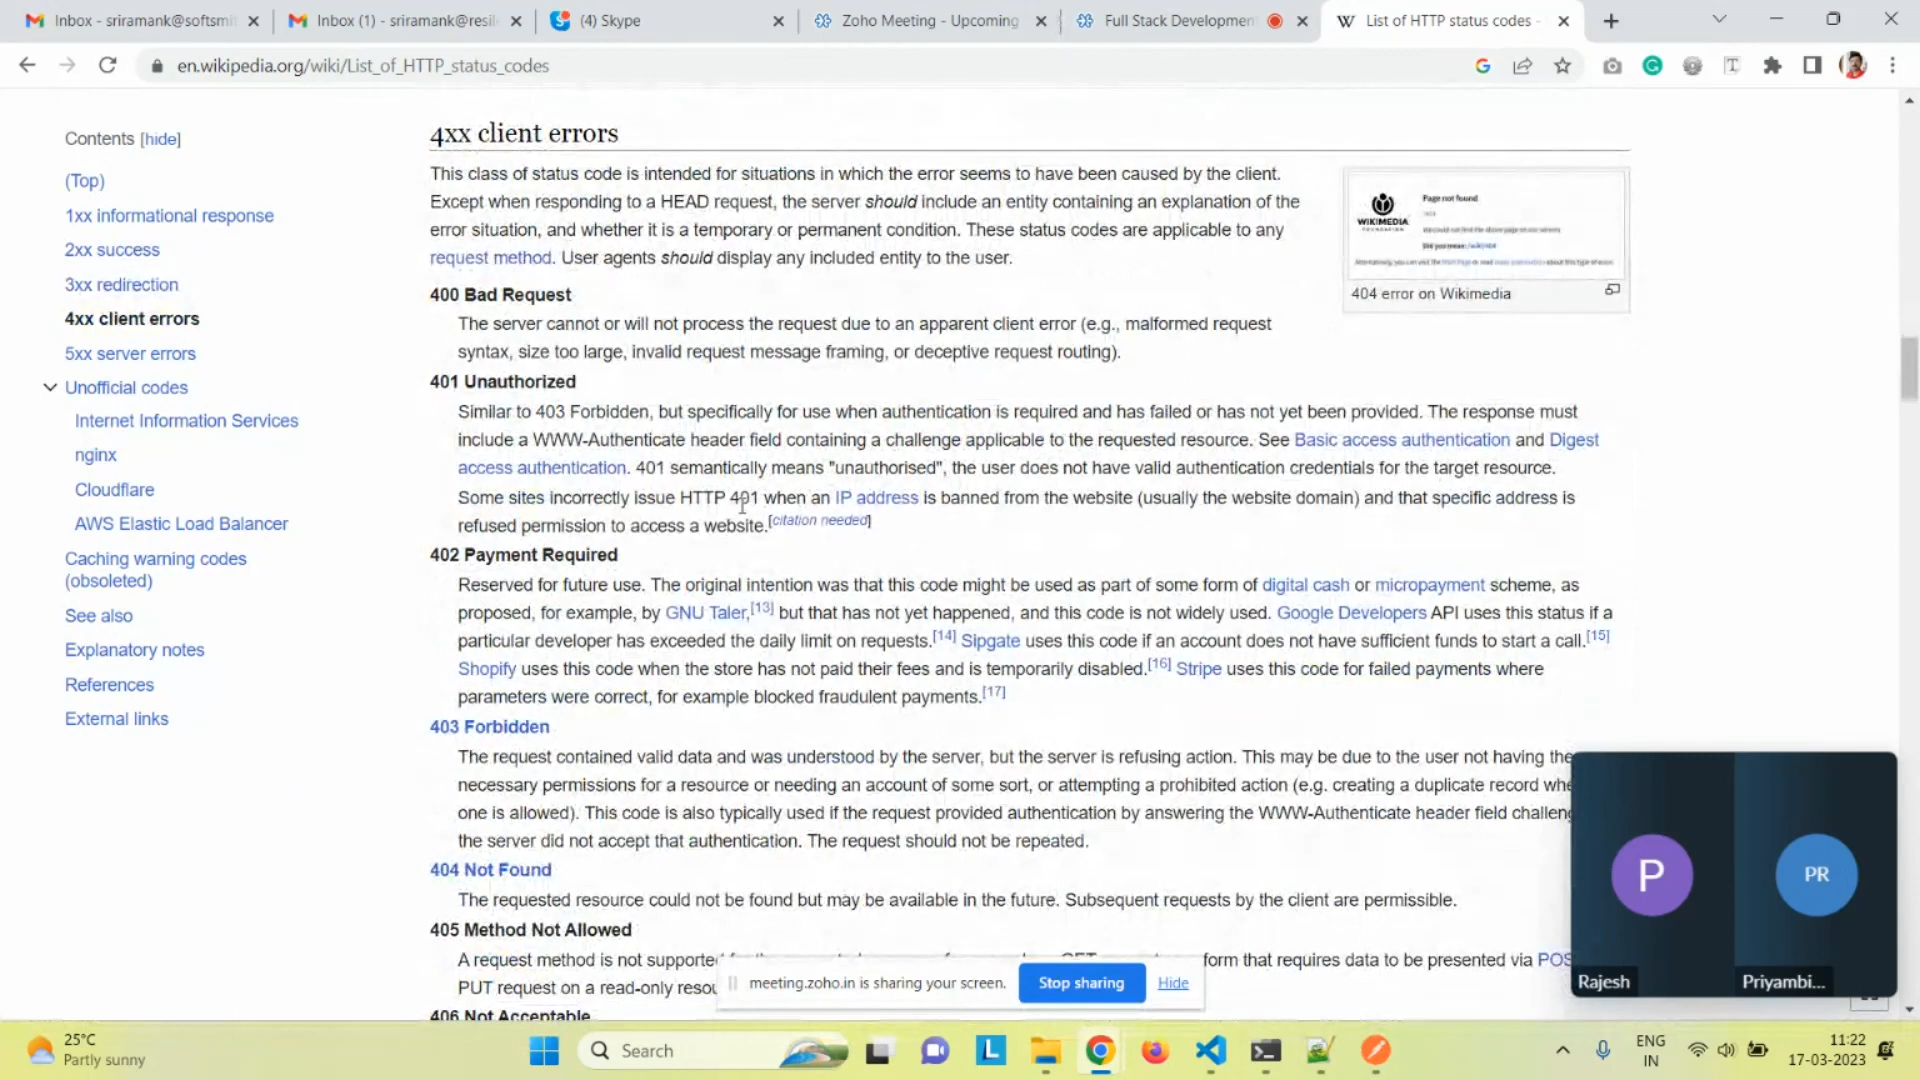 Inbox - sriramank@softsmi
Inbox (1) - sriramank@resil
(4) Skype
Zoho Meeting - Upcoming
Full Stack Developmen
List of HTTP status codes -
en.wikipedia.org/wiki/List_of_HTTP_status_codes
Contents [hide]
(Top)
1xx informational response
2xx success
3xx redirection
4xx client errors
5xx server errors
Unofficial codes
Internet Information Services
nginx
Cloudflare
AWS Elastic Load Balancer
Caching warning codes
(obsoleted)
See also
Explanatory notes
References
External links
4xx client errors
This class of status code is intended for situations in which the error seems to have been caused by the client.
Except when responding to a HEAD request, the server should include an entity containing an explanation of the
error situation, and whether it is a temporary or permanent condition. These status codes are applicable to any
request method. User agents should display any included entity to the user.
Page not found
WIKIMEDIA
FOUNDATION
404 error on Wikimedia
400 Bad Request
The server cannot or will not process the request due to an apparent client error (e.g., malformed request
syntax, size too large, invalid request message framing, or deceptive request routing).
401 Unauthorized
Similar to 403 Forbidden, but specifically for use when authentication is required and has failed or has not yet been provided. The response must
include a WWW-Authenticate header field containing a challenge applicable to the requested resource. See Basic access authentication and Digest
access authentication. 401 semantically means "unauthorised", the user does not have valid authentication credentials for the target resource.
Some sites incorrectly issue HTTP 401 when an IP address is banned from the website (usually the website domain) and that specific address is
refused permission to access a website.[citation needed]
402 Payment Required
Reserved for future use. The original intention was that this code might be used as part of some form of digital cash or micropayment scheme, as
proposed, for example, by GNU Taler,[13] but that has not yet happened, and this code is not widely used. Google Developers API uses this status if a
particular developer has exceeded the daily limit on requests.[14] Sipgate uses this code if an account does not have sufficient funds to start a call.[15]
Shopify uses this code when the store has not paid their fees and is temporarily disabled.[16] Stripe uses this code for failed payments where
parameters were correct, for example blocked fraudulent payments.[17]
403 Forbidden
The request contained valid data and was understood by the server, but the server is refusing action. This may be due to the user not having the
necessary permissions for a resource or needing an account of some sort, or attempting a prohibited action (e.g. creating a duplicate record whe
one is allowed). This code is also typically used if the request provided authentication by answering the WWW-Authenticate header field challeng
the server did not accept that authentication. The request should not be repeated.
404 Not Found
The requested resource could not be found but may be available in the future. Subsequent requests by the client are permissible.
405 Method Not Allowed
A request method is not supported form that requires data to be presented via POS
PUT request on a read-only resou
406 Not Acceptable
meeting.zoho.in is sharing your screen.
Stop sharing
Hide
P
PR
Rajesh
Priyambi...
25°C
Partly sunny
Search
ENG
IN
11:22
17-03-2023